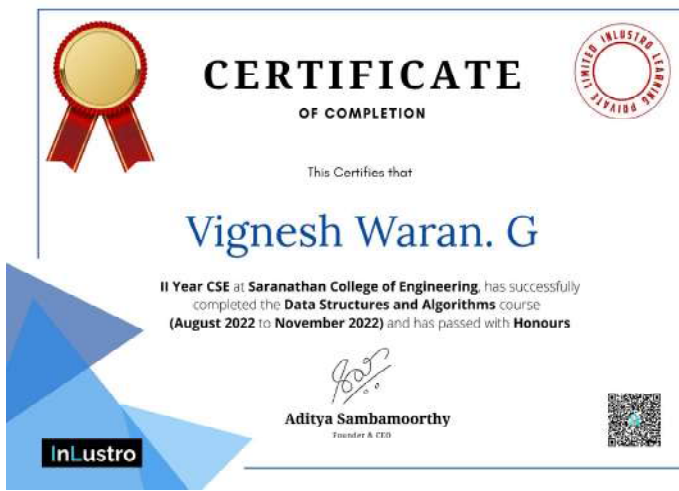 CERTIFICATE
INLUSTRO LEARNING PRIVATE LIMITED
OF COMPLETION
This Certifies that
Vignesh Waran. G
II Year CSE at Saranathan College of Engineering, has successfully
completed the Data Structures and Algorithms course
(August 2022 to November 2022) and has passed with Honours
Aditya Sambamoorthy
Founder & CEO
InLustro